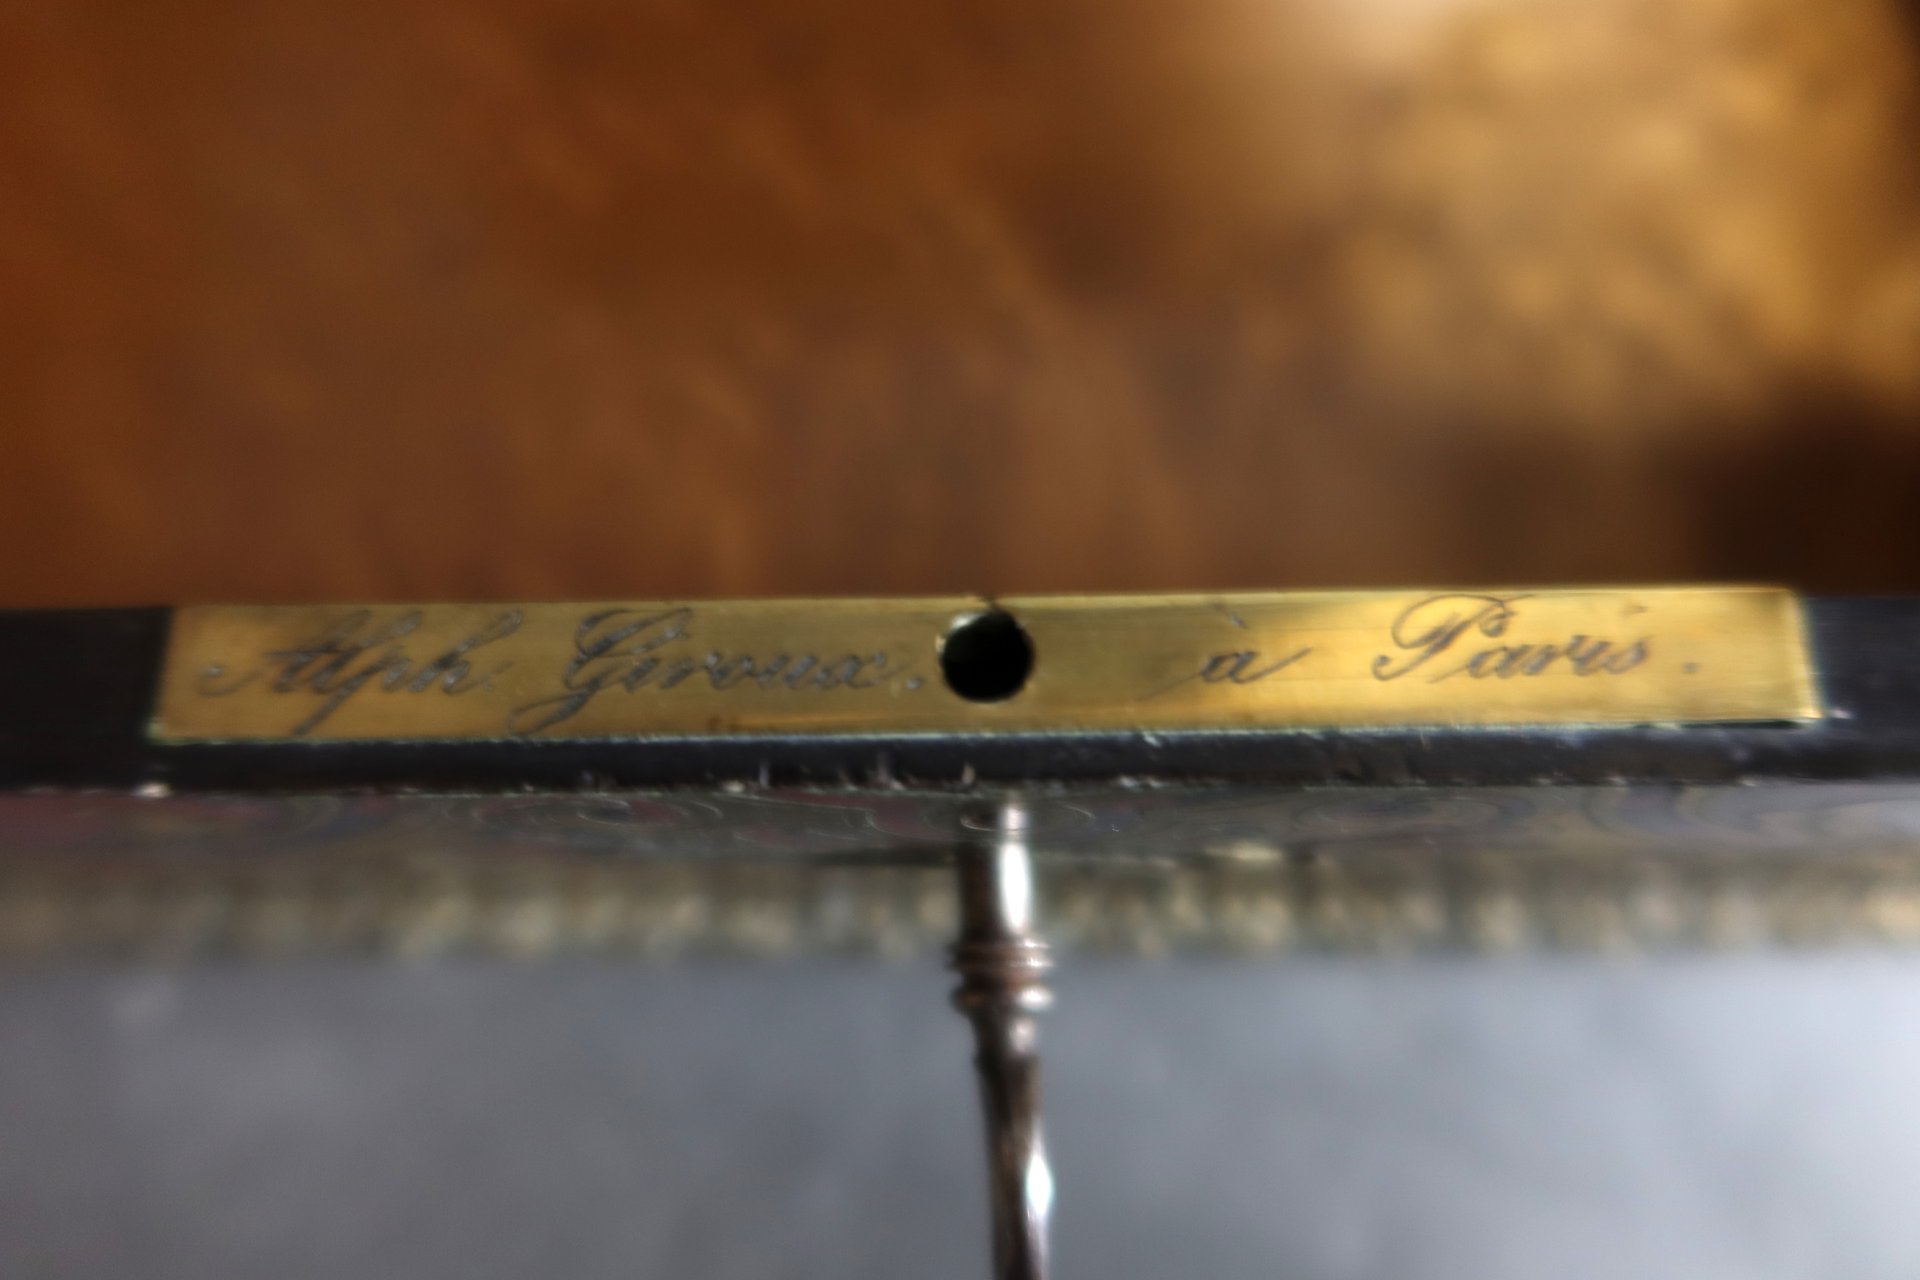 Alph. Giroux. à Paris.